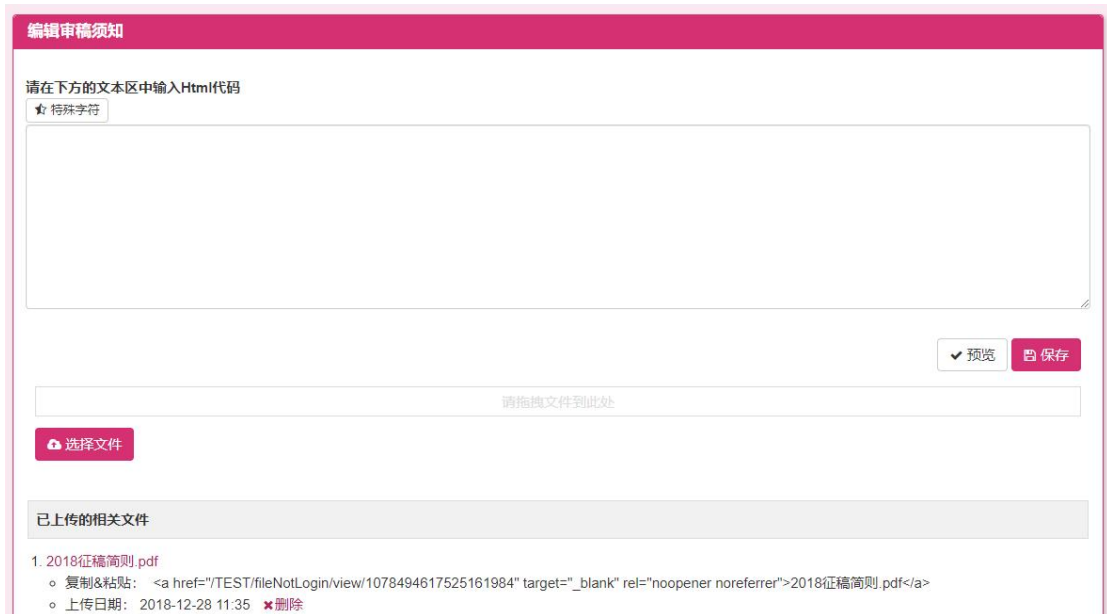 编辑审稿须知
请在下方的文本区中输入Html代码
特殊字符
预览 保存
请拖拽文件到此处
选择文件
已上传的相关文件
1. 2018征稿简则.pdf
复制&粘贴: <a href="/TEST/fileNotLogin/view/1078494617525161984" target="_blank" rel="noopener noreferrer">2018征稿简则.pdf</a>
上传日期: 2018-12-28 11:35 ×删除